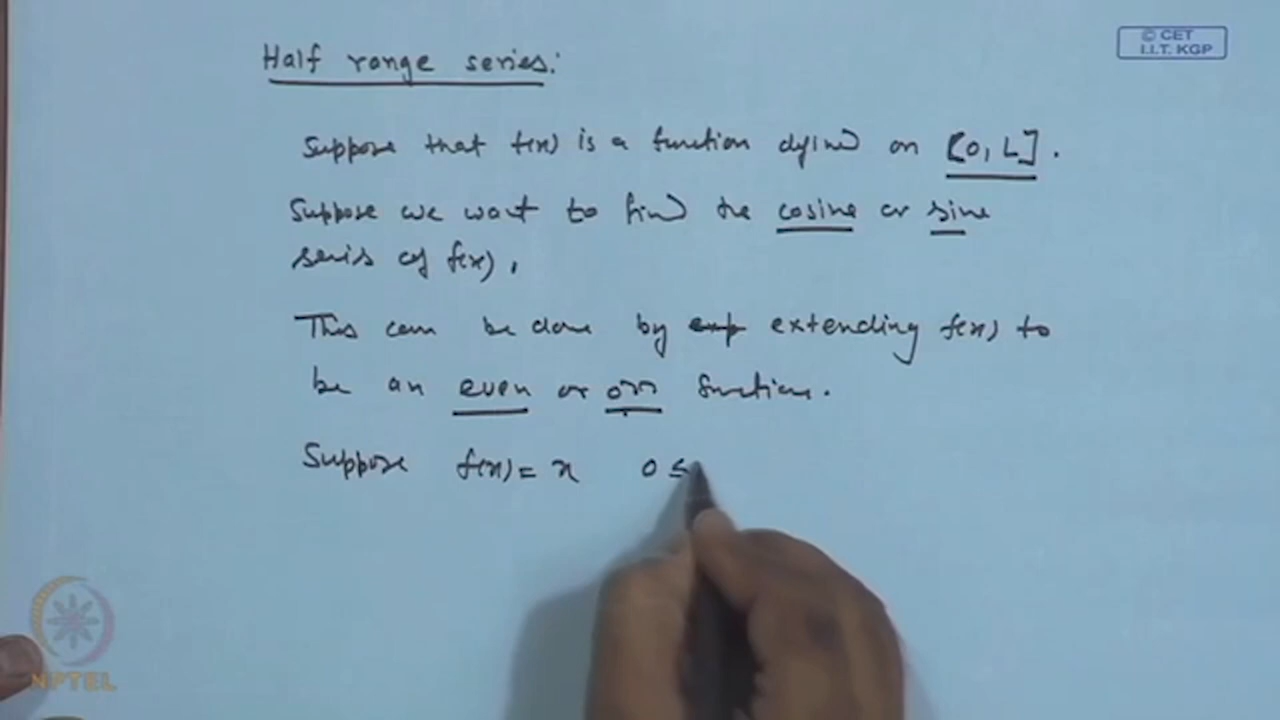 © CET
I.I.T. KGP
Half range series:
Suppose that f(x) is a function defined on [0, L].
Suppose we want to find the cosine or sine
series of f(x).
This can be done by exp extending f(x) to
be an even or odd function.
Suppose f(x) = x 0 ≤
NPTEL